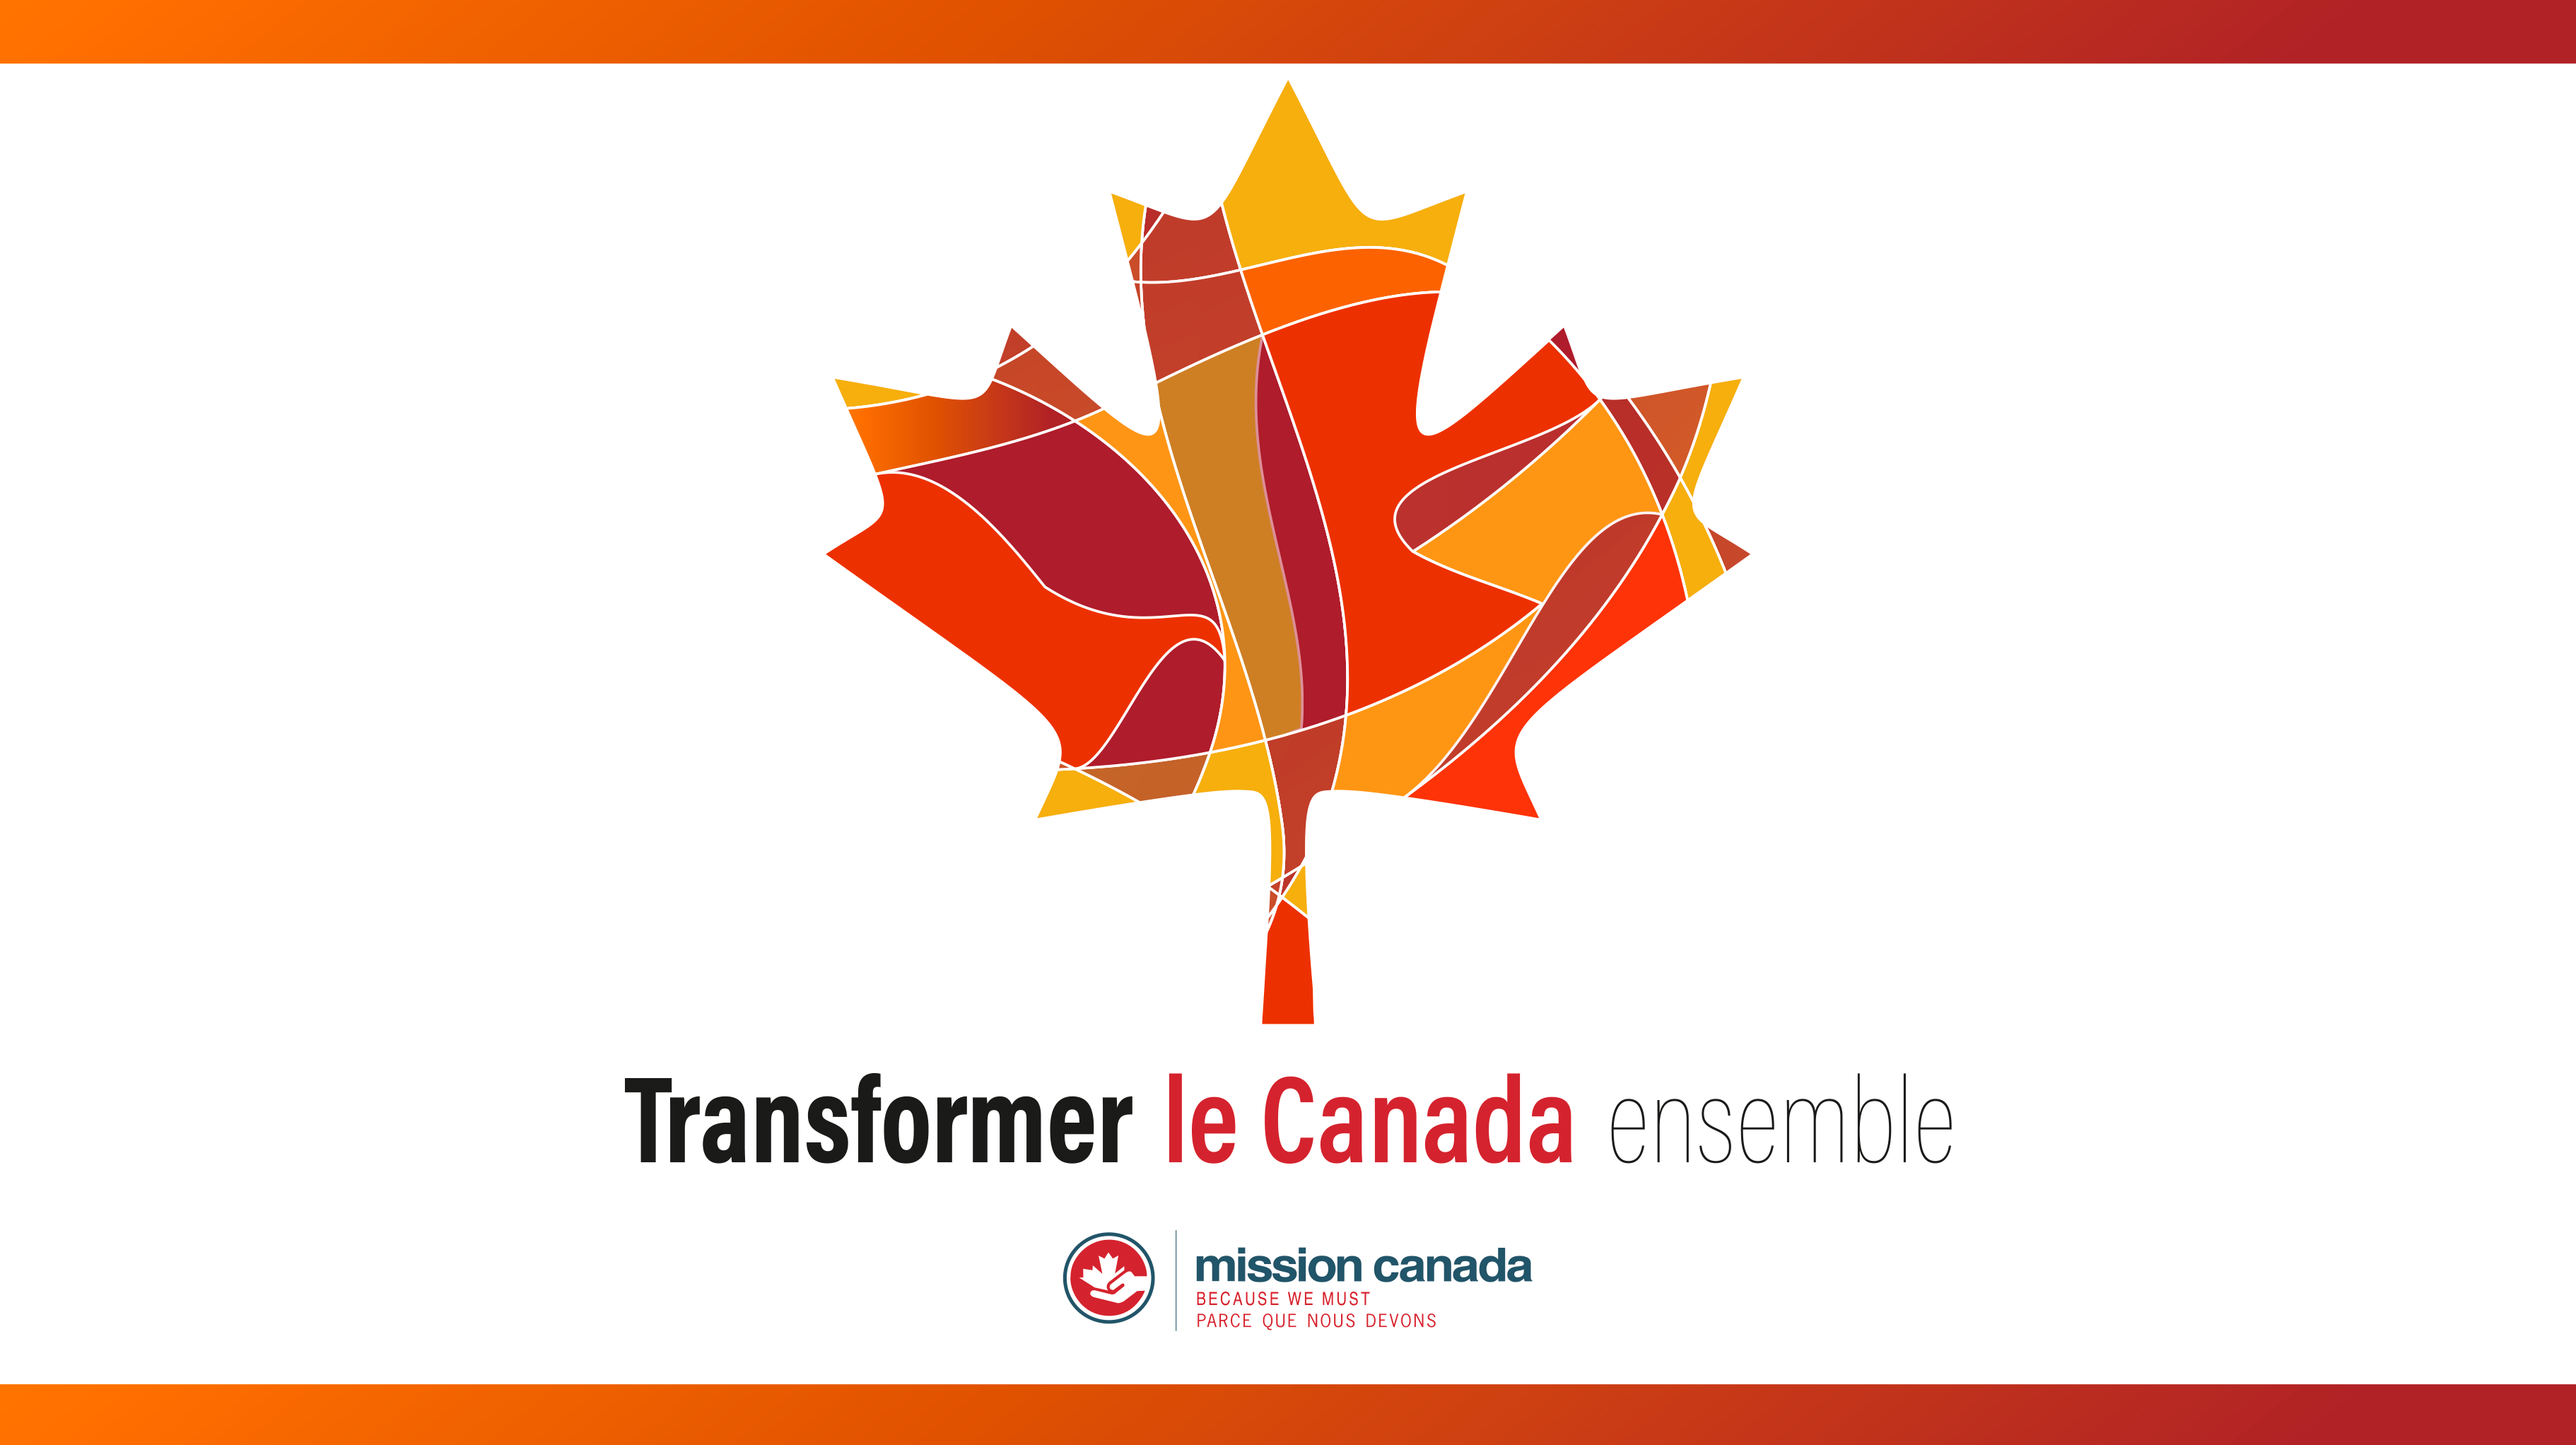 Transformer le Canada ensemble
mission canada
BECAUSE WE MUST
PARCE QUE NOUS DEVONS